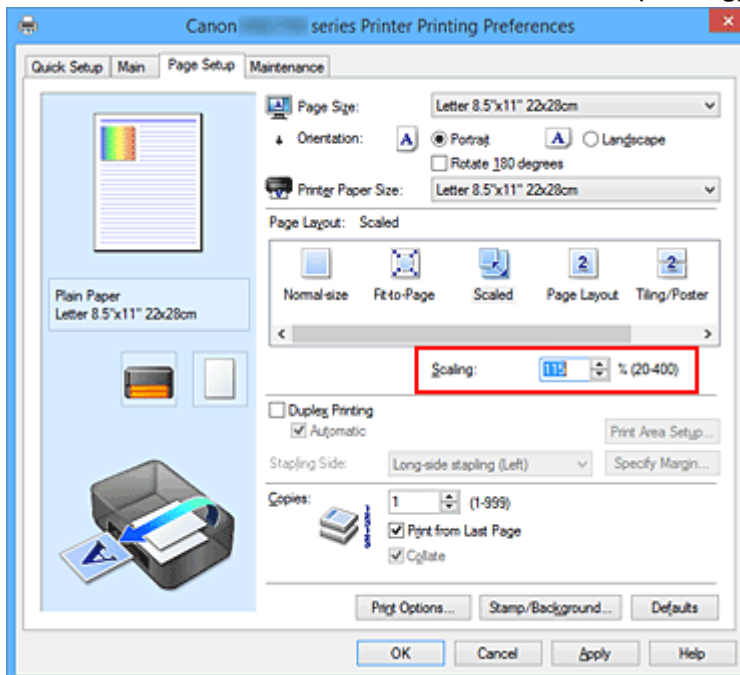 Canon series Printer Printing Preferences
Quick Setup Main Page Setup Maintenance
Page Size: Letter 8.5"x11" 22x28cm
Orientation: A Portrait A Landscape
Rotate 180 degrees
Printer Paper Size: Letter 8.5"x11" 22x28cm
Page Layout: Scaled
Normal-size Fit-to-Page Scaled 2 Page Layout 2 Tiling/Poster
Plain Paper
Letter 8.5"x11" 22x28cm
Scaling: 115 % (20-400)
Duplex Printing
Automatic
Print Area Setup...
Stapling Side: Long-side stapling (Left) Specify Margin...
Copies: 1 (1-999)
Print from Last Page
Collate
A
Print Options... Stamp/Background... Defaults
OK Cancel Apply Help